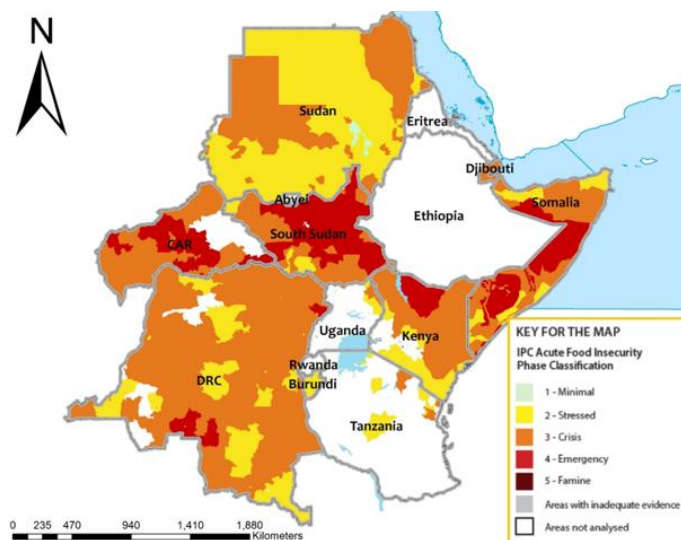 N
Sudan
Eritrea
Djibouti
Abyei
Somalia
Ethiopia
South Sudan
CAR
Uganda
Kenya
Rwanda
DRC
Burundi
Tanzania
KEY FOR THE MAP
IPC Acute Food Insecurity
Phase Classification
1 - Minimal
2 - Stressed
3 - Crisis
4 - Emergency
5 - Famine
Areas with inadequate evidence
Areas not analysed
0 235 470 940 1,410 1,880
Kilometers